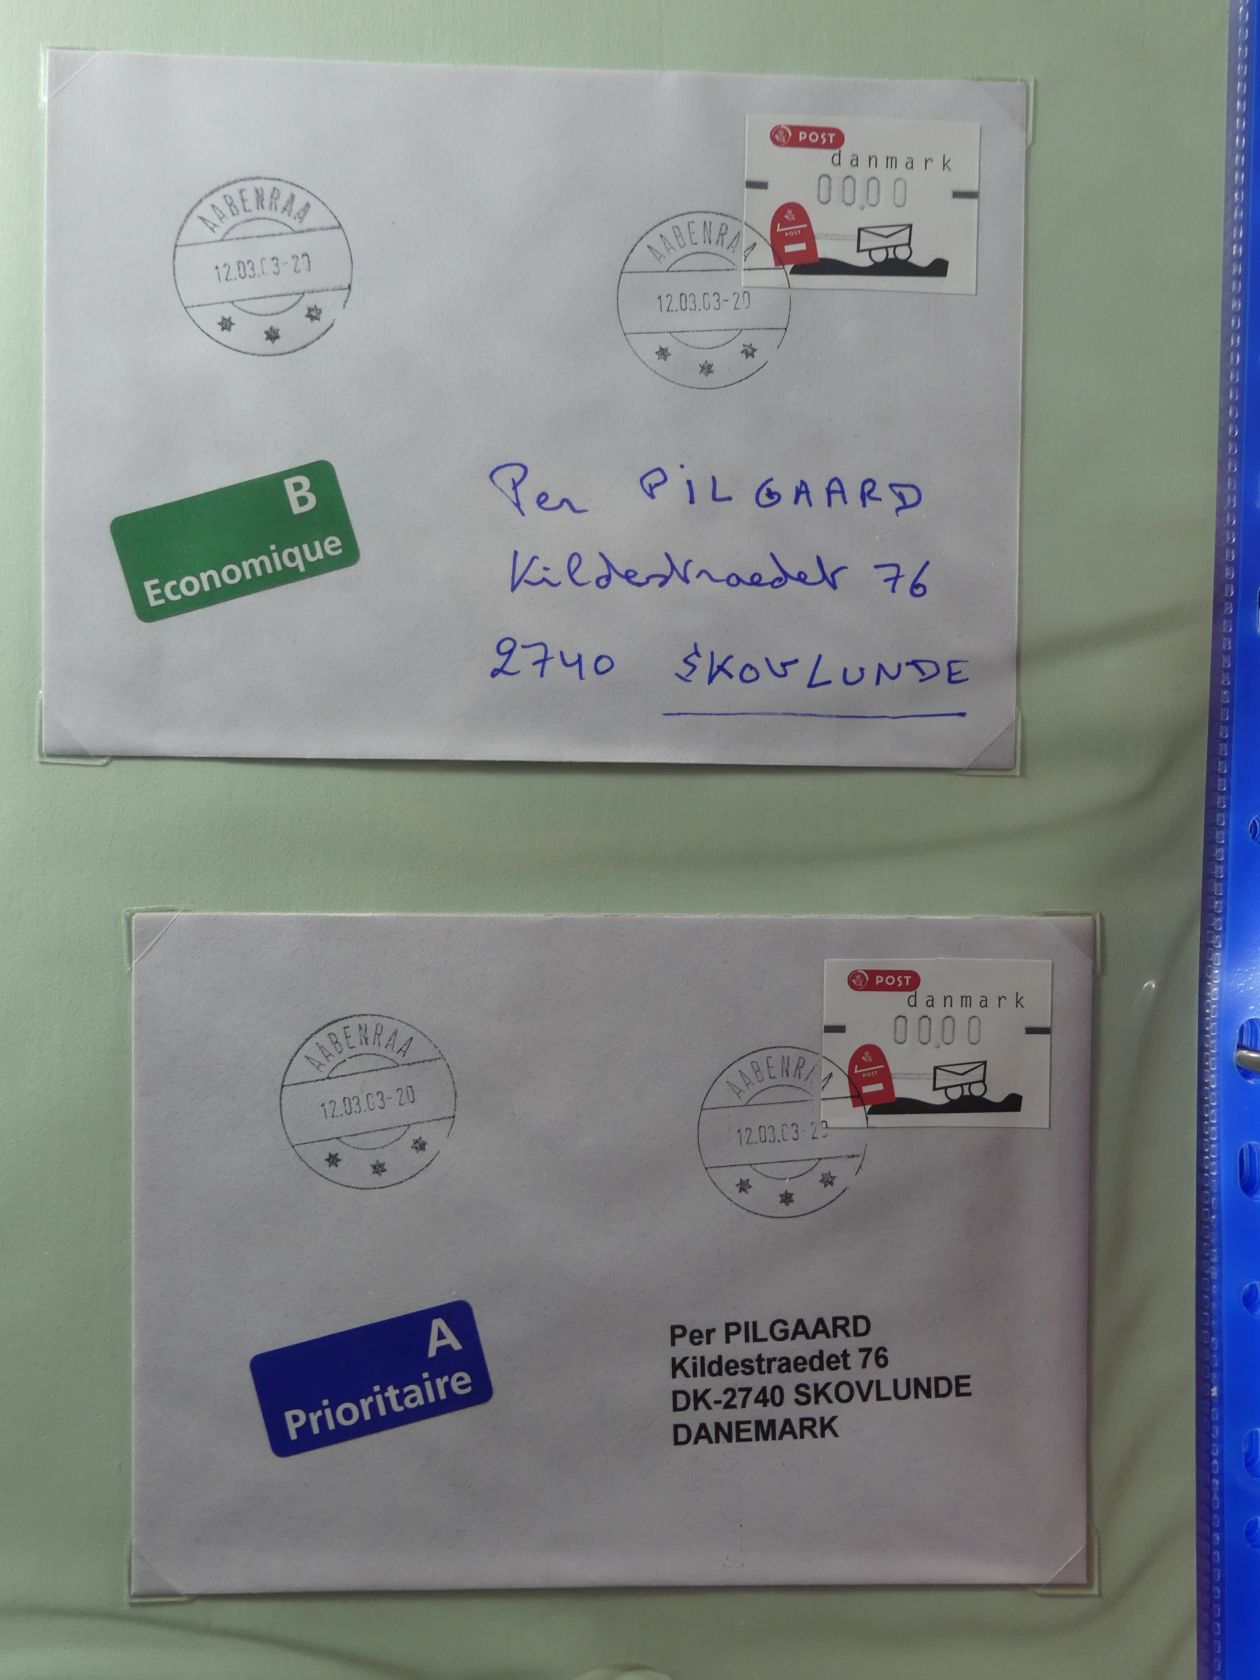 POST
danmark
00,00
POST
AABENRAA
12.03.03-20
AABENRAA
12.03.03-20
B
Economique
Per PILGAARD
Kildestraedet 76
2740 SKOVLUNDE
POST
danmark
00,00
POST
AABENRAA
12.03.03-20
AABENRAA
12.03.03-20
A
Prioritaire
Per PILGAARD
Kildestraedet 76
DK-2740 SKOVLUNDE
DANEMARK